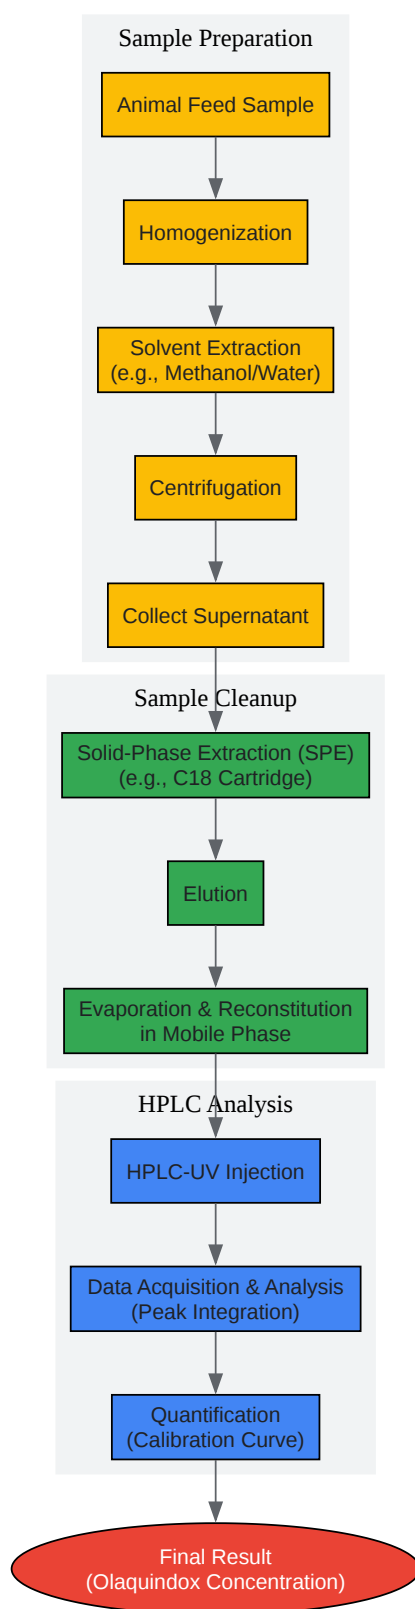 Sample Preparation
Animal Feed Sample
Homogenization
Solvent Extraction
(e.g., Methanol/Water)
Centrifugation
Collect Supernatant
Sample Cleanup
Solid-Phase Extraction (SPE)
(e.g., C18 Cartridge)
Elution
Evaporation & Reconstitution
in Mobile Phase
HPLC Analysis
HPLC-UV Injection
Data Acquisition & Analysis
(Peak Integration)
Quantification
(Calibration Curve)
Final Result
(Olaquindox Concentration)